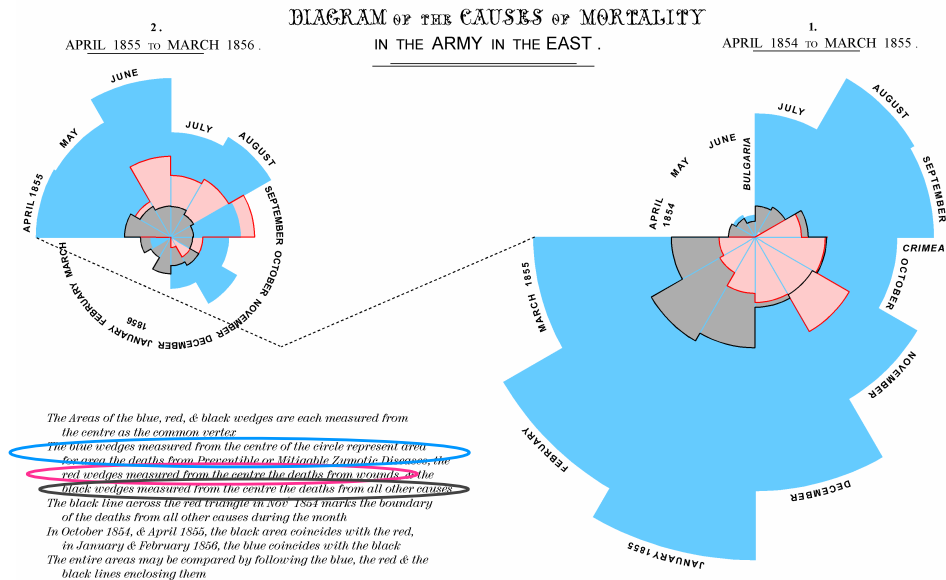 DIAGRAM OF THE CAUSES OF MORTALITY
IN THE ARMY IN THE EAST.
2.
APRIL 1855 TO MARCH 1856.
1.
APRIL 1854 TO MARCH 1855.
APRIL 1855
MAY
JUNE
JULY
AUGUST
SEPTEMBER
OCTOBER
NOVEMBER
DECEMBER
JANUARY
1856
FEBRUARY
MARCH
APRIL
1854
MAY
JUNE
BULGARIA
JULY
AUGUST
SEPTEMBER
CRIMEA
OCTOBER
NOVEMBER
DECEMBER
JANUARY 1855
FEBRUARY
MARCH 1855
The Areas of the blue, red, & black wedges are each measured from
the centre as the common vertex
The blue wedges measured from the centre of the circle represent area
for area the deaths from Preventible or Mitigable Zymotic Diseases, the
red wedges measured from the centre the deaths from wounds, & the
black wedges measured from the centre the deaths from all other causes
The black line across the red triangle in Novr 1854 marks the boundary
of the deaths from all other causes during the month
In October 1854, & April 1855, the black area coincides with the red,
in January & February 1856, the blue coincides with the black
The entire areas may be compared by following the blue, the red & the
black lines enclosing them